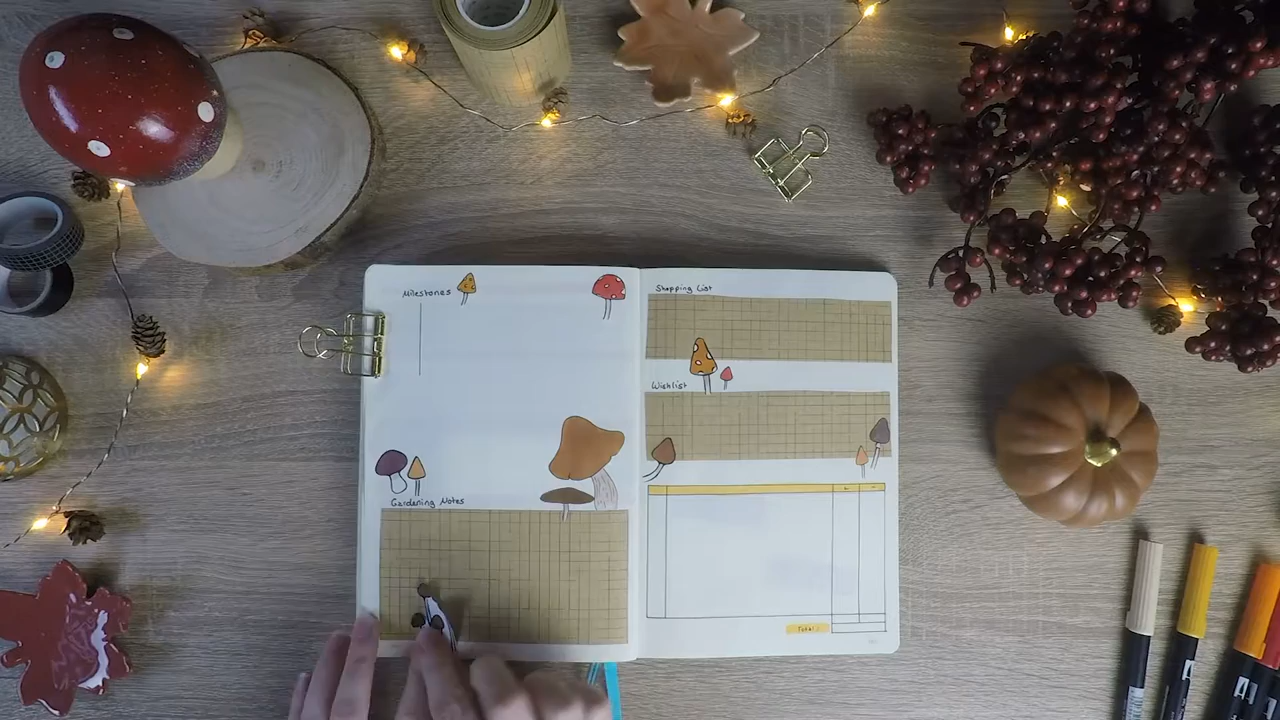 Milestones
Gardening Notes
Shopping List
Wishlist
Total: